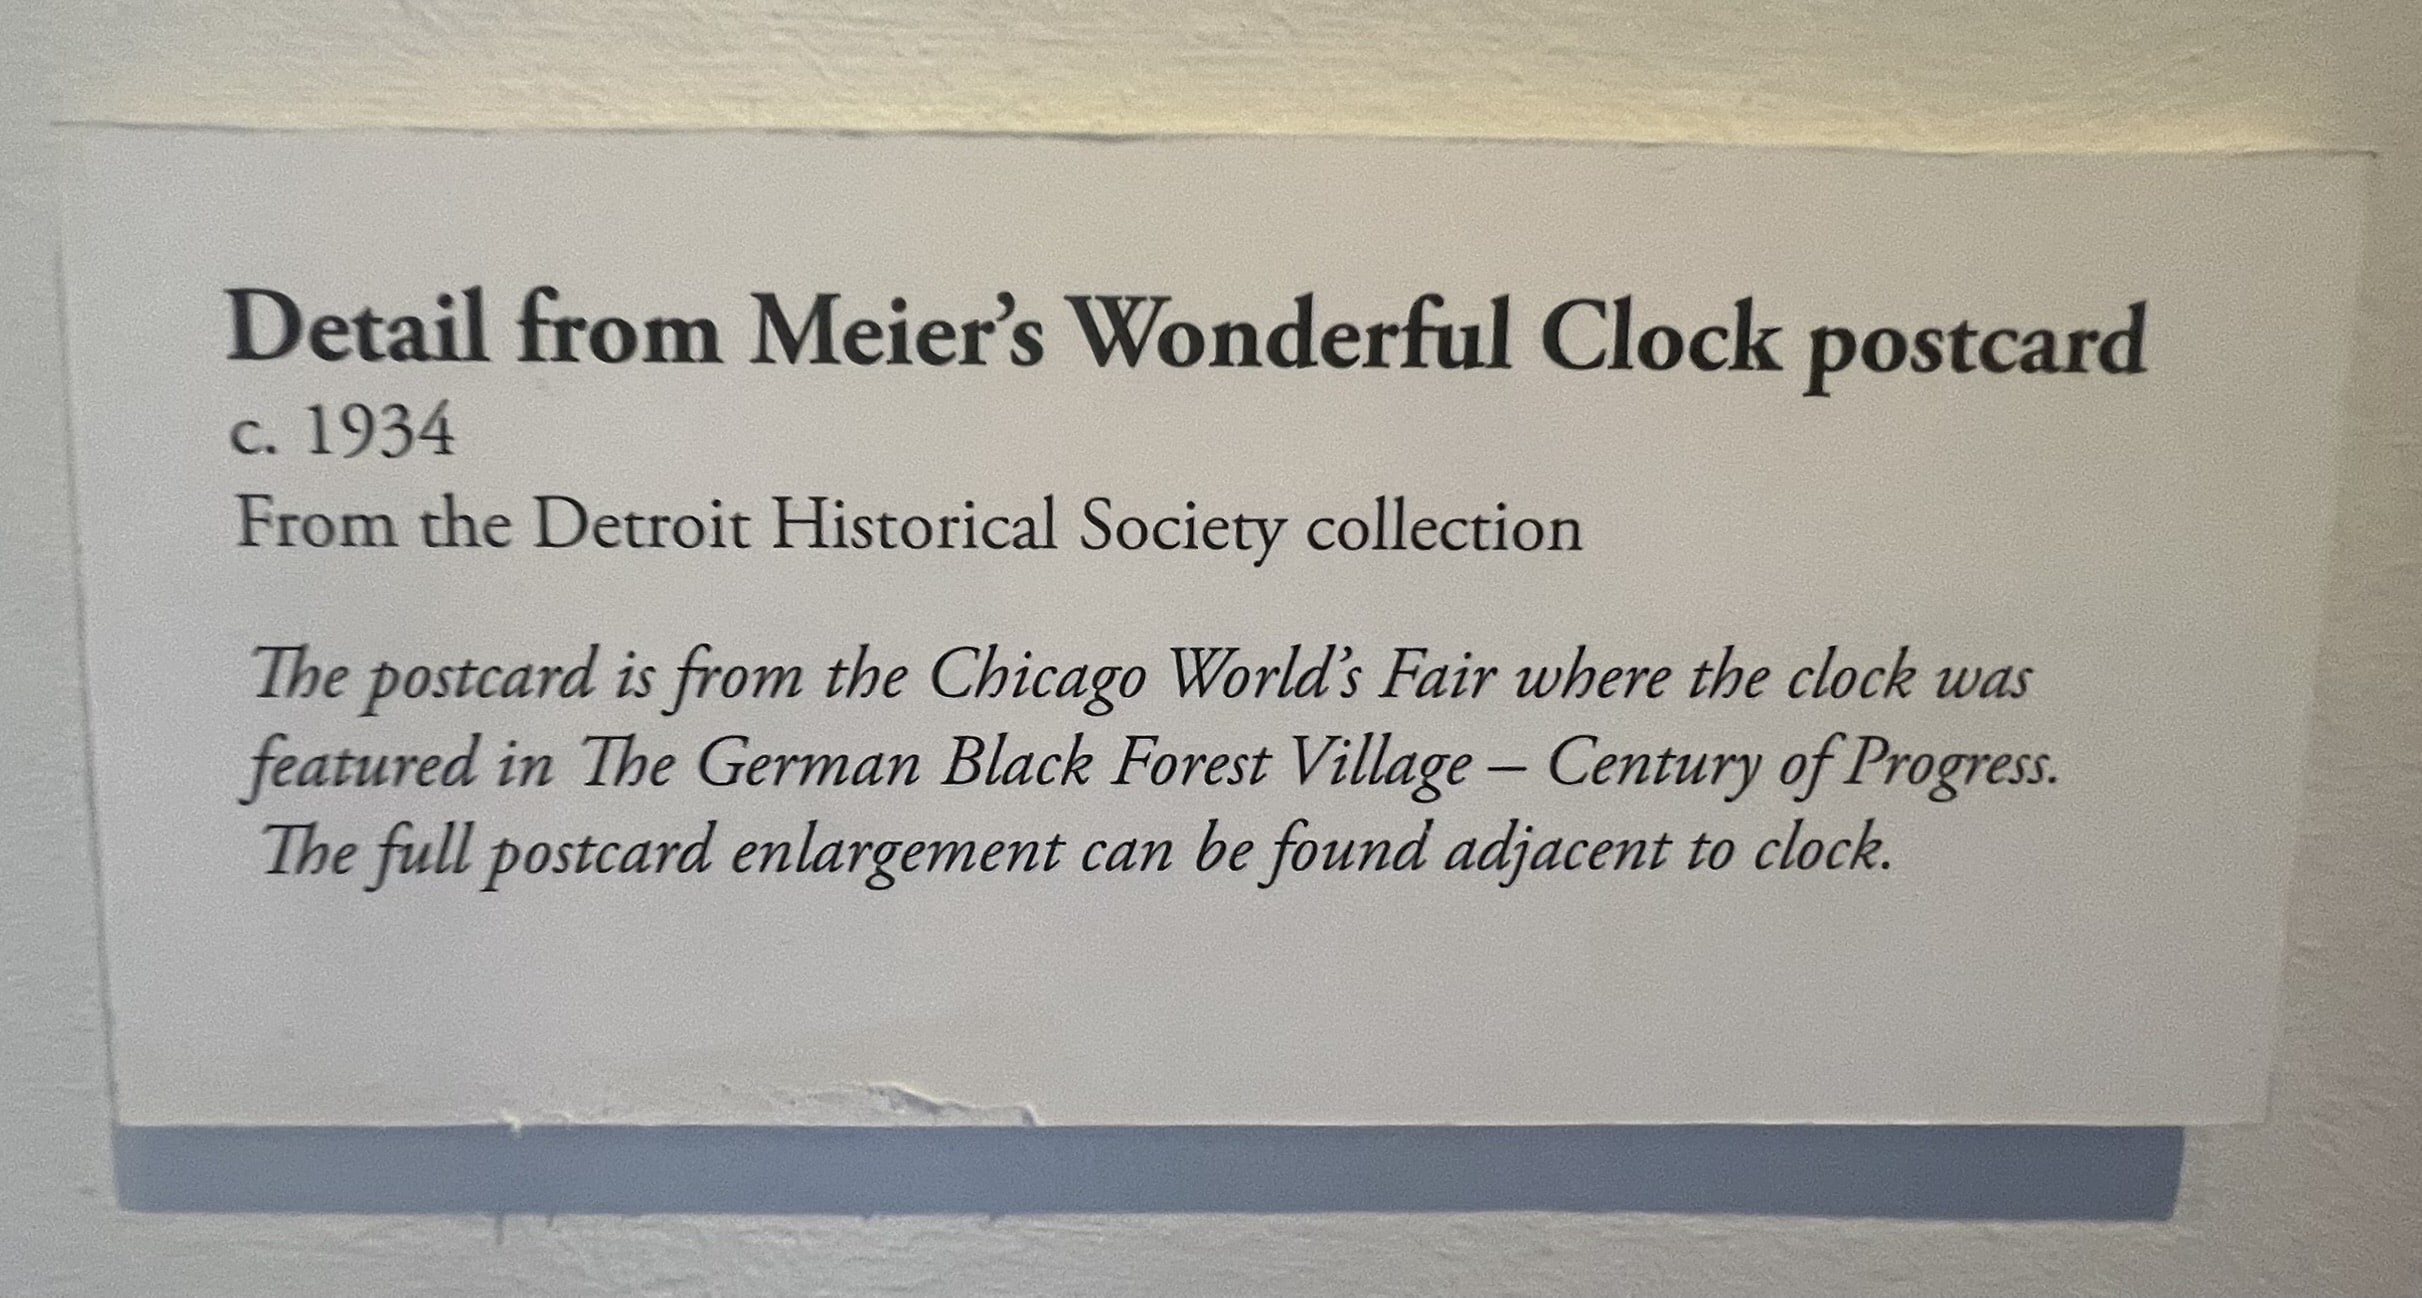 Detail from Meier’s Wonderful Clock postcard
c. 1934
From the Detroit Historical Society collection
The postcard is from the Chicago World’s Fair where the clock was
featured in The German Black Forest Village – Century of Progress.
The full postcard enlargement can be found adjacent to clock.